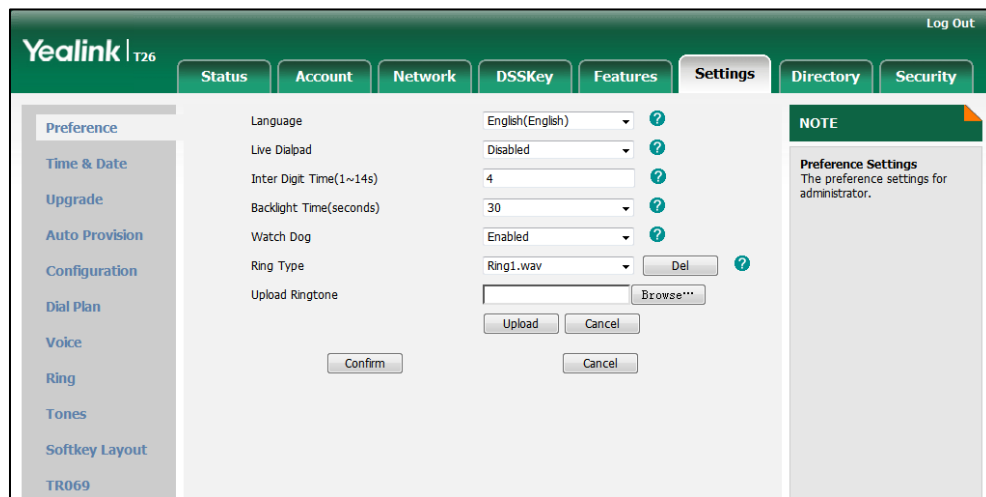 Log Out
Yealink | T26
Status Account Network DSSKey Features Settings Directory Security
Preference
Time & Date
Upgrade
Auto Provision
Configuration
Dial Plan
Voice
Ring
Tones
Softkey Layout
TR069
Language English(English) ?
Live Dialpad Disabled ?
Inter Digit Time(1~14s) 4 ?
Backlight Time(seconds) 30 ?
Watch Dog Enabled ?
Ring Type Ring1.wav Del ?
Upload Ringtone Browse...
Upload Cancel
Confirm Cancel
NOTE
Preference Settings
The preference settings for
administrator.